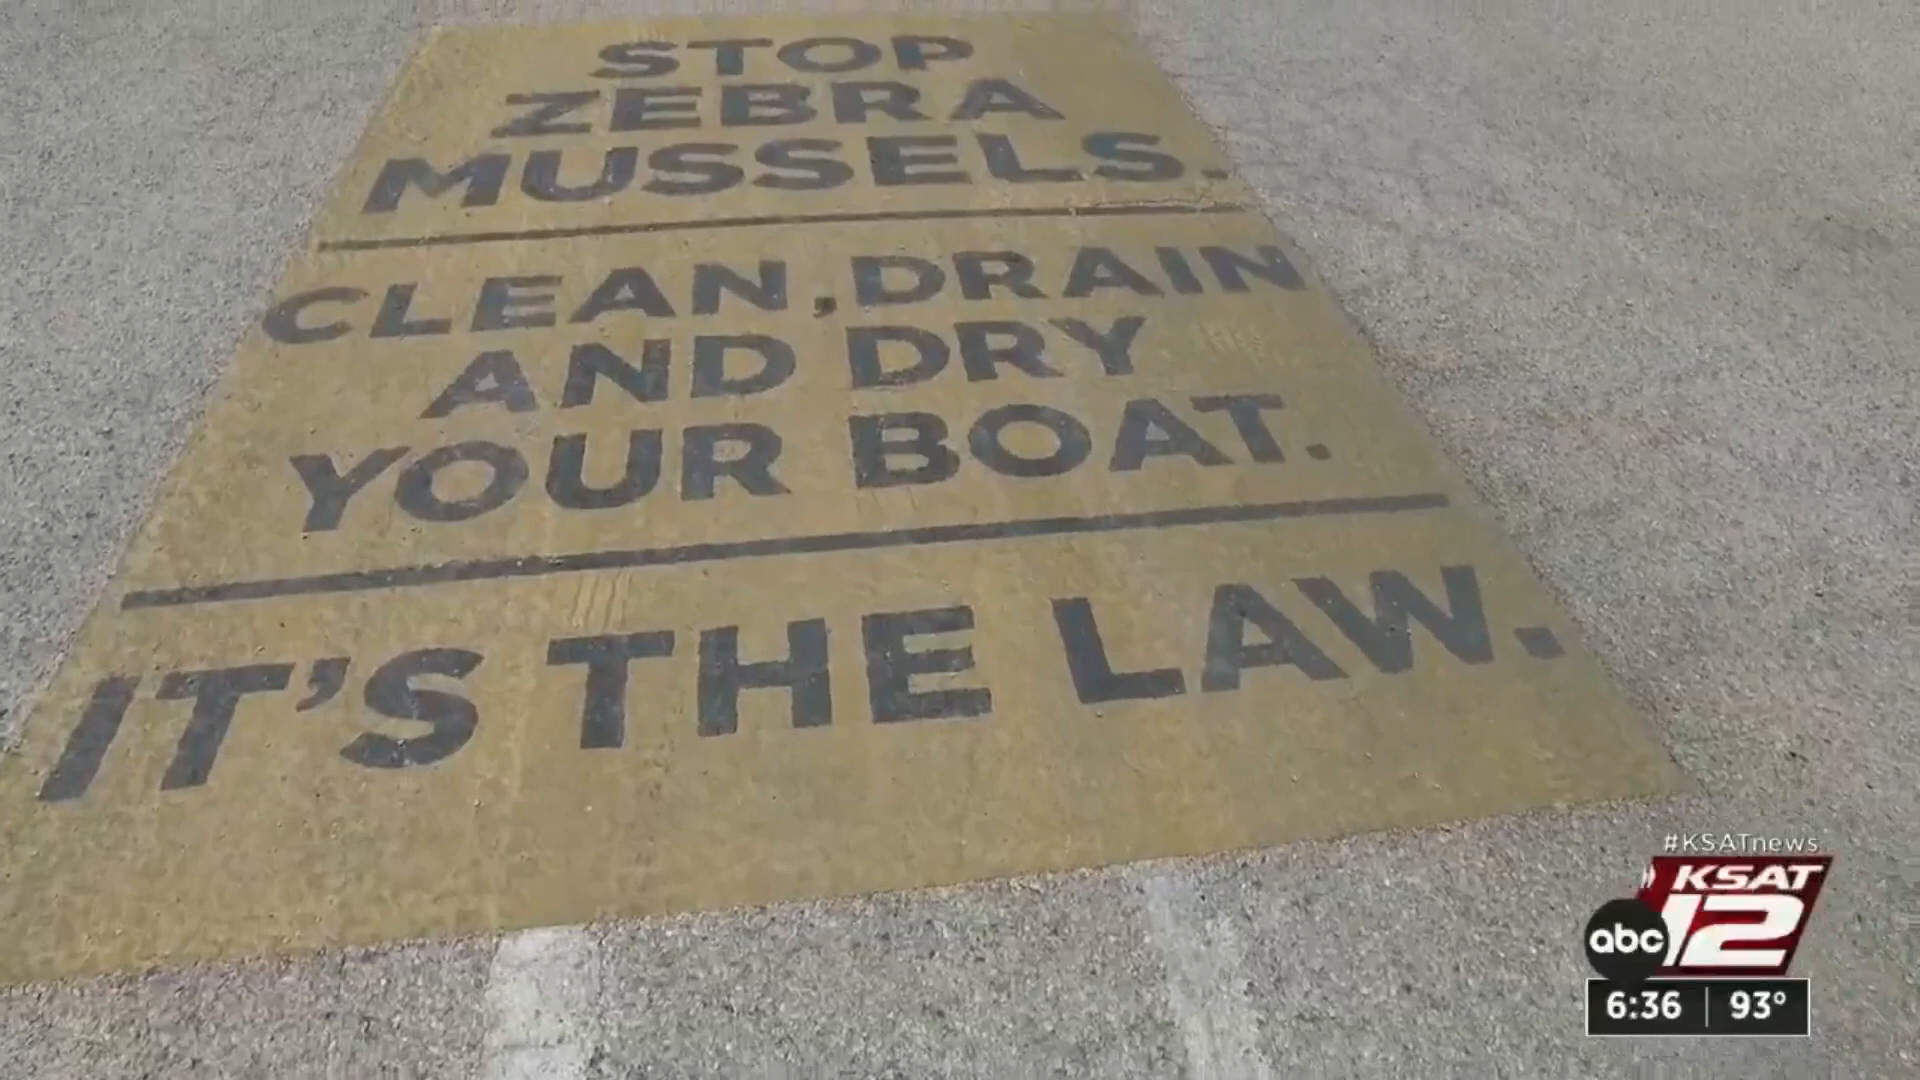 STOP
ZEBRA
MUSSELS.
CLEAN, DRAIN
AND DRY
YOUR BOAT.
IT'S THE LAW.
#KSATnews
KSAT
abc 12
6:36 93°